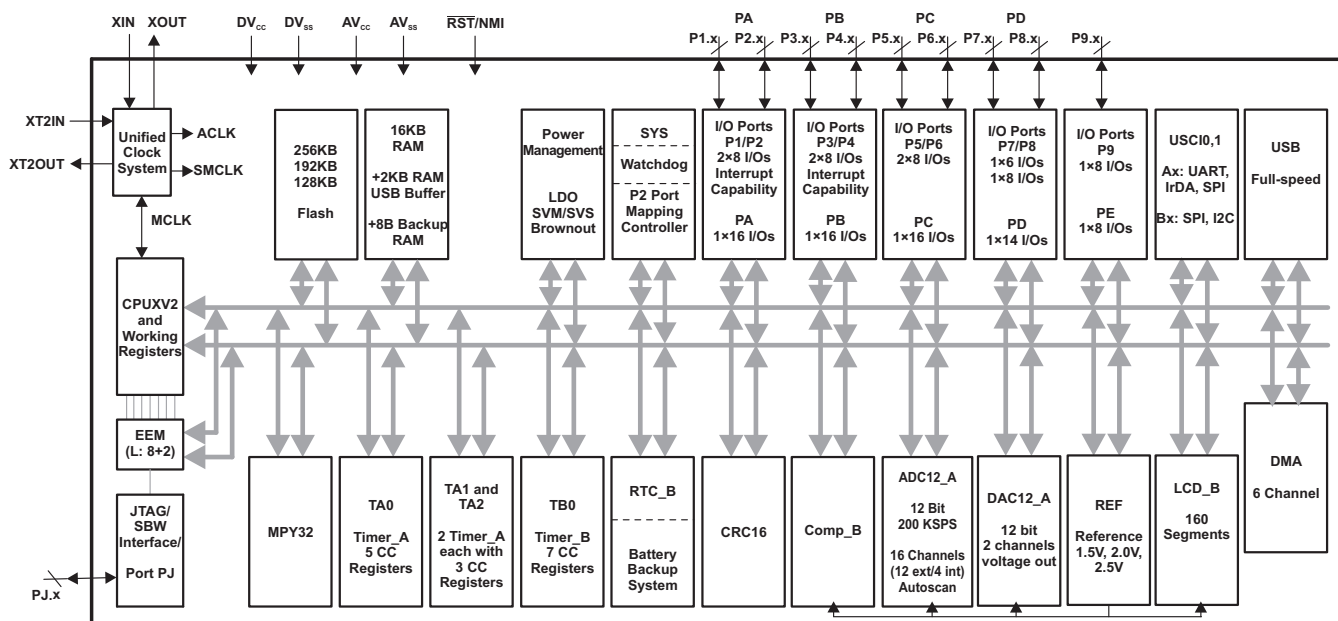 XIN XOUT DVCC DVSS AVCC AVSS RST/NMI PA PB PC PD
P1.x P2.x P3.x P4.x P5.x P6.x P7.x P8.x P9.x
XT2IN
XT2OUT
Unified
Clock
System
ACLK
SMCLK
MCLK
256KB
192KB
128KB
Flash
16KB
RAM
+2KB RAM
USB Buffer
+8B Backup
RAM
Power
Management
LDO
SVM/SVS
Brownout
SYS
Watchdog
P2 Port
Mapping
Controller
I/O Ports
P1/P2
2×8 I/Os
Interrupt
Capability
PA
1×16 I/Os
I/O Ports
P3/P4
2×8 I/Os
Interrupt
Capability
PB
1×16 I/Os
I/O Ports
P5/P6
2×8 I/Os
PC
1×16 I/Os
I/O Ports
P7/P8
1×6 I/Os
1×8 I/Os
PD
1×14 I/Os
I/O Ports
P9
1×8 I/Os
PE
1×8 I/Os
USCI0,1
Ax: UART,
IrDA, SPI
Bx: SPI, I2C
USB
Full-speed
CPUXV2
and
Working
Registers
EEM
(L: 8+2)
JTAG/
SBW
Interface/
Port PJ
PJ.x
MPY32
TA0
Timer_A
5 CC
Registers
TA1 and
TA2
2 Timer_A
each with
3 CC
Registers
TB0
Timer_B
7 CC
Registers
RTC_B
Battery
Backup
System
CRC16
Comp_B
ADC12_A
12 Bit
200 KSPS
16 Channels
(12 ext/4 int)
Autoscan
DAC12_A
12 bit
2 channels
voltage out
REF
Reference
1.5V, 2.0V,
2.5V
LCD_B
160
Segments
DMA
6 Channel